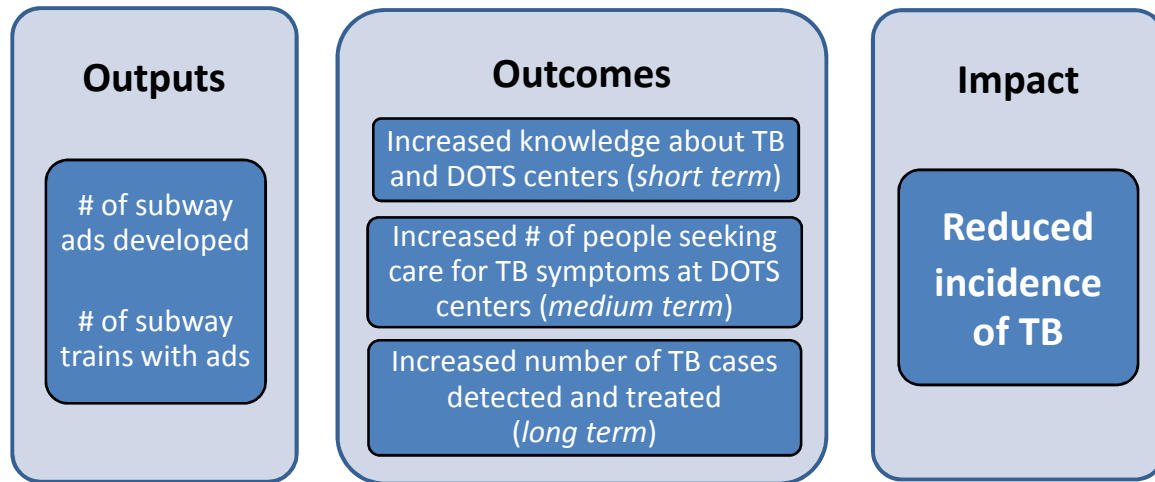 Outputs
# of subway
ads developed
# of subway
trains with ads
Outcomes
Increased knowledge about TB
and DOTS centers (short term)
Increased # of people seeking
care for TB symptoms at DOTS
centers (medium term)
Increased number of TB cases
detected and treated
(long term)
Impact
Reduced
incidence
of TB